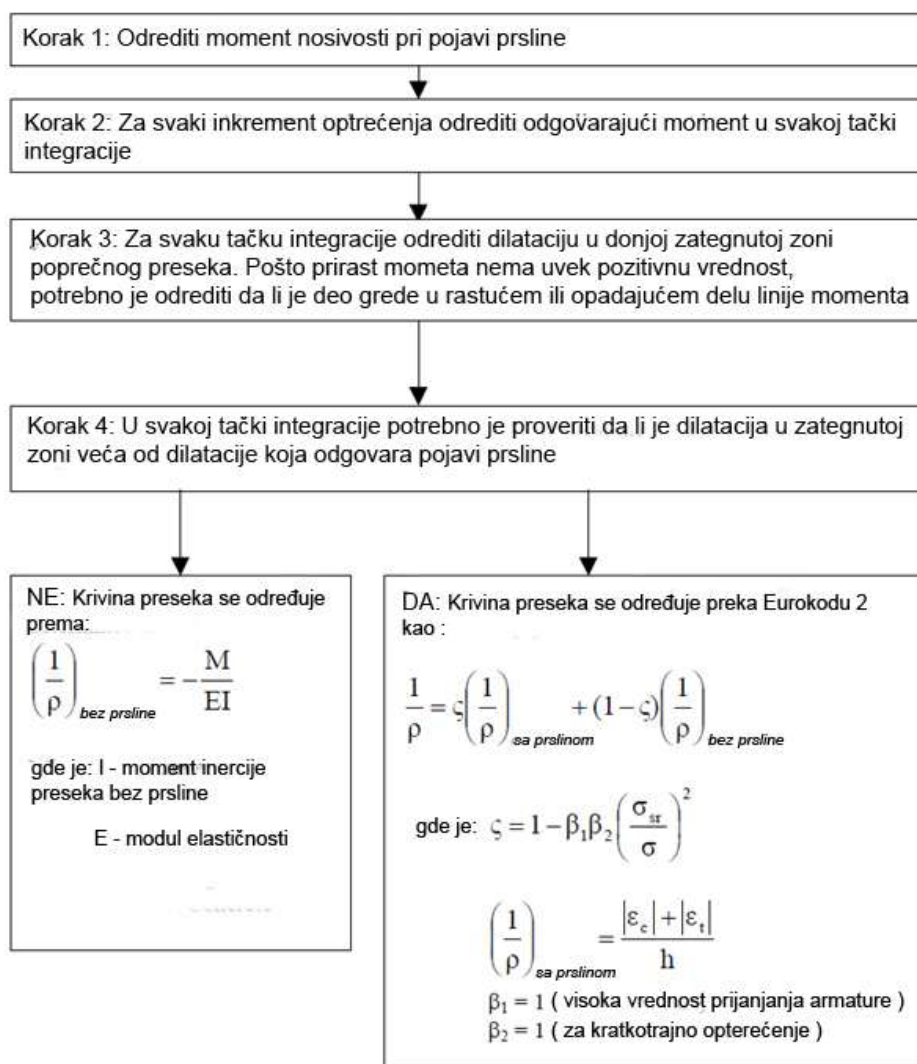 Korak 1: Odrediti moment nosivosti pri pojavi prsline
Korak 2: Za svaki inkrement optrećenja odrediti odgovarajući moment u svakoj tački
integracije
Korak 3: Za svaku tačku integracije odrediti dilataciju u donjoj zategnutoj zoni
poprečnog preseka. Pošto prirast mometa nema uvek pozitivnu vrednost,
potrebno je odrediti da li je deo grede u rastućem ili opadajućem delu linije momenta
Korak 4: U svakoj tački integracije potrebno je proveriti da li je dilatacija u zategnutoj
zoni veća od dilatacije koja odgovara pojavi prsline
NE: Krivina preseka se određuje
prema:
(1/ρ) bez prsline = -M/EI
gde je: I - moment inercije
preseka bez prsline
E - modul elastičnosti
DA: Krivina preseka se određuje preka Eurokodu 2
kao :
1/ρ = ς(1/ρ) sa prslinom + (1-ς)(1/ρ) bez prsline
gde je: ς = 1-β₁β₂(σsr/σ)²
(1/ρ) sa prslinom = |εc|+|εt|/h
β₁ = 1 ( visoka vrednost prijanjanja armature )
β₂ = 1 ( za kratkotrajno opterećenje )